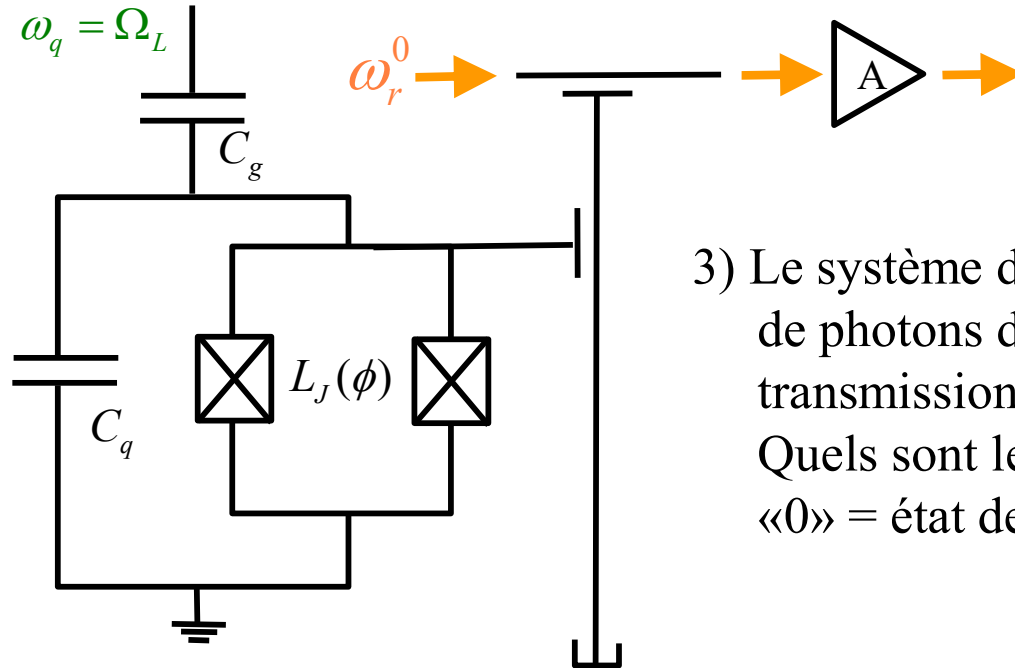 ω_q = Ω_L
ω_r^0
A
C_g
L_J(ϕ)
C_q
3) Le système d
de photons d
transmission
Quels sont le
«0» = état de